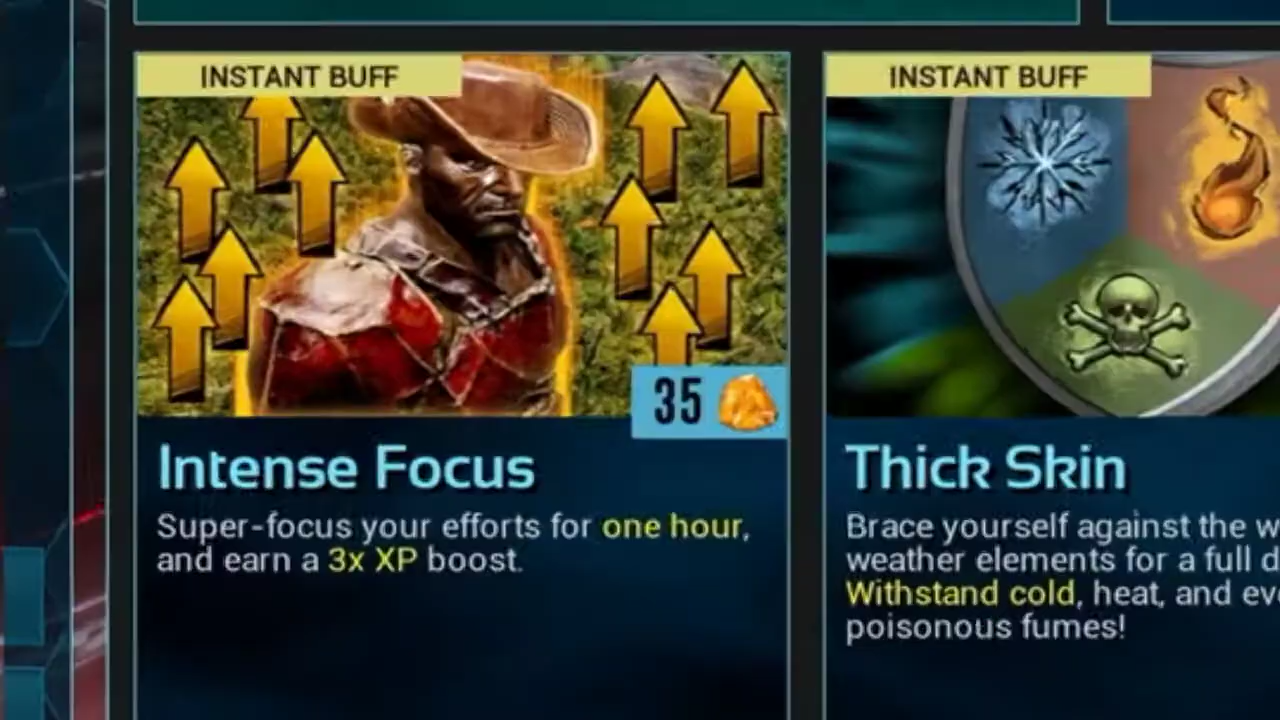 INSTANT BUFF
35
Intense Focus
Super-focus your efforts for one hour,
and earn a 3x XP boost.
INSTANT BUFF
Thick Skin
Brace yourself against the
weather elements for a full
Withstand cold, heat, and
poisonous fumes!